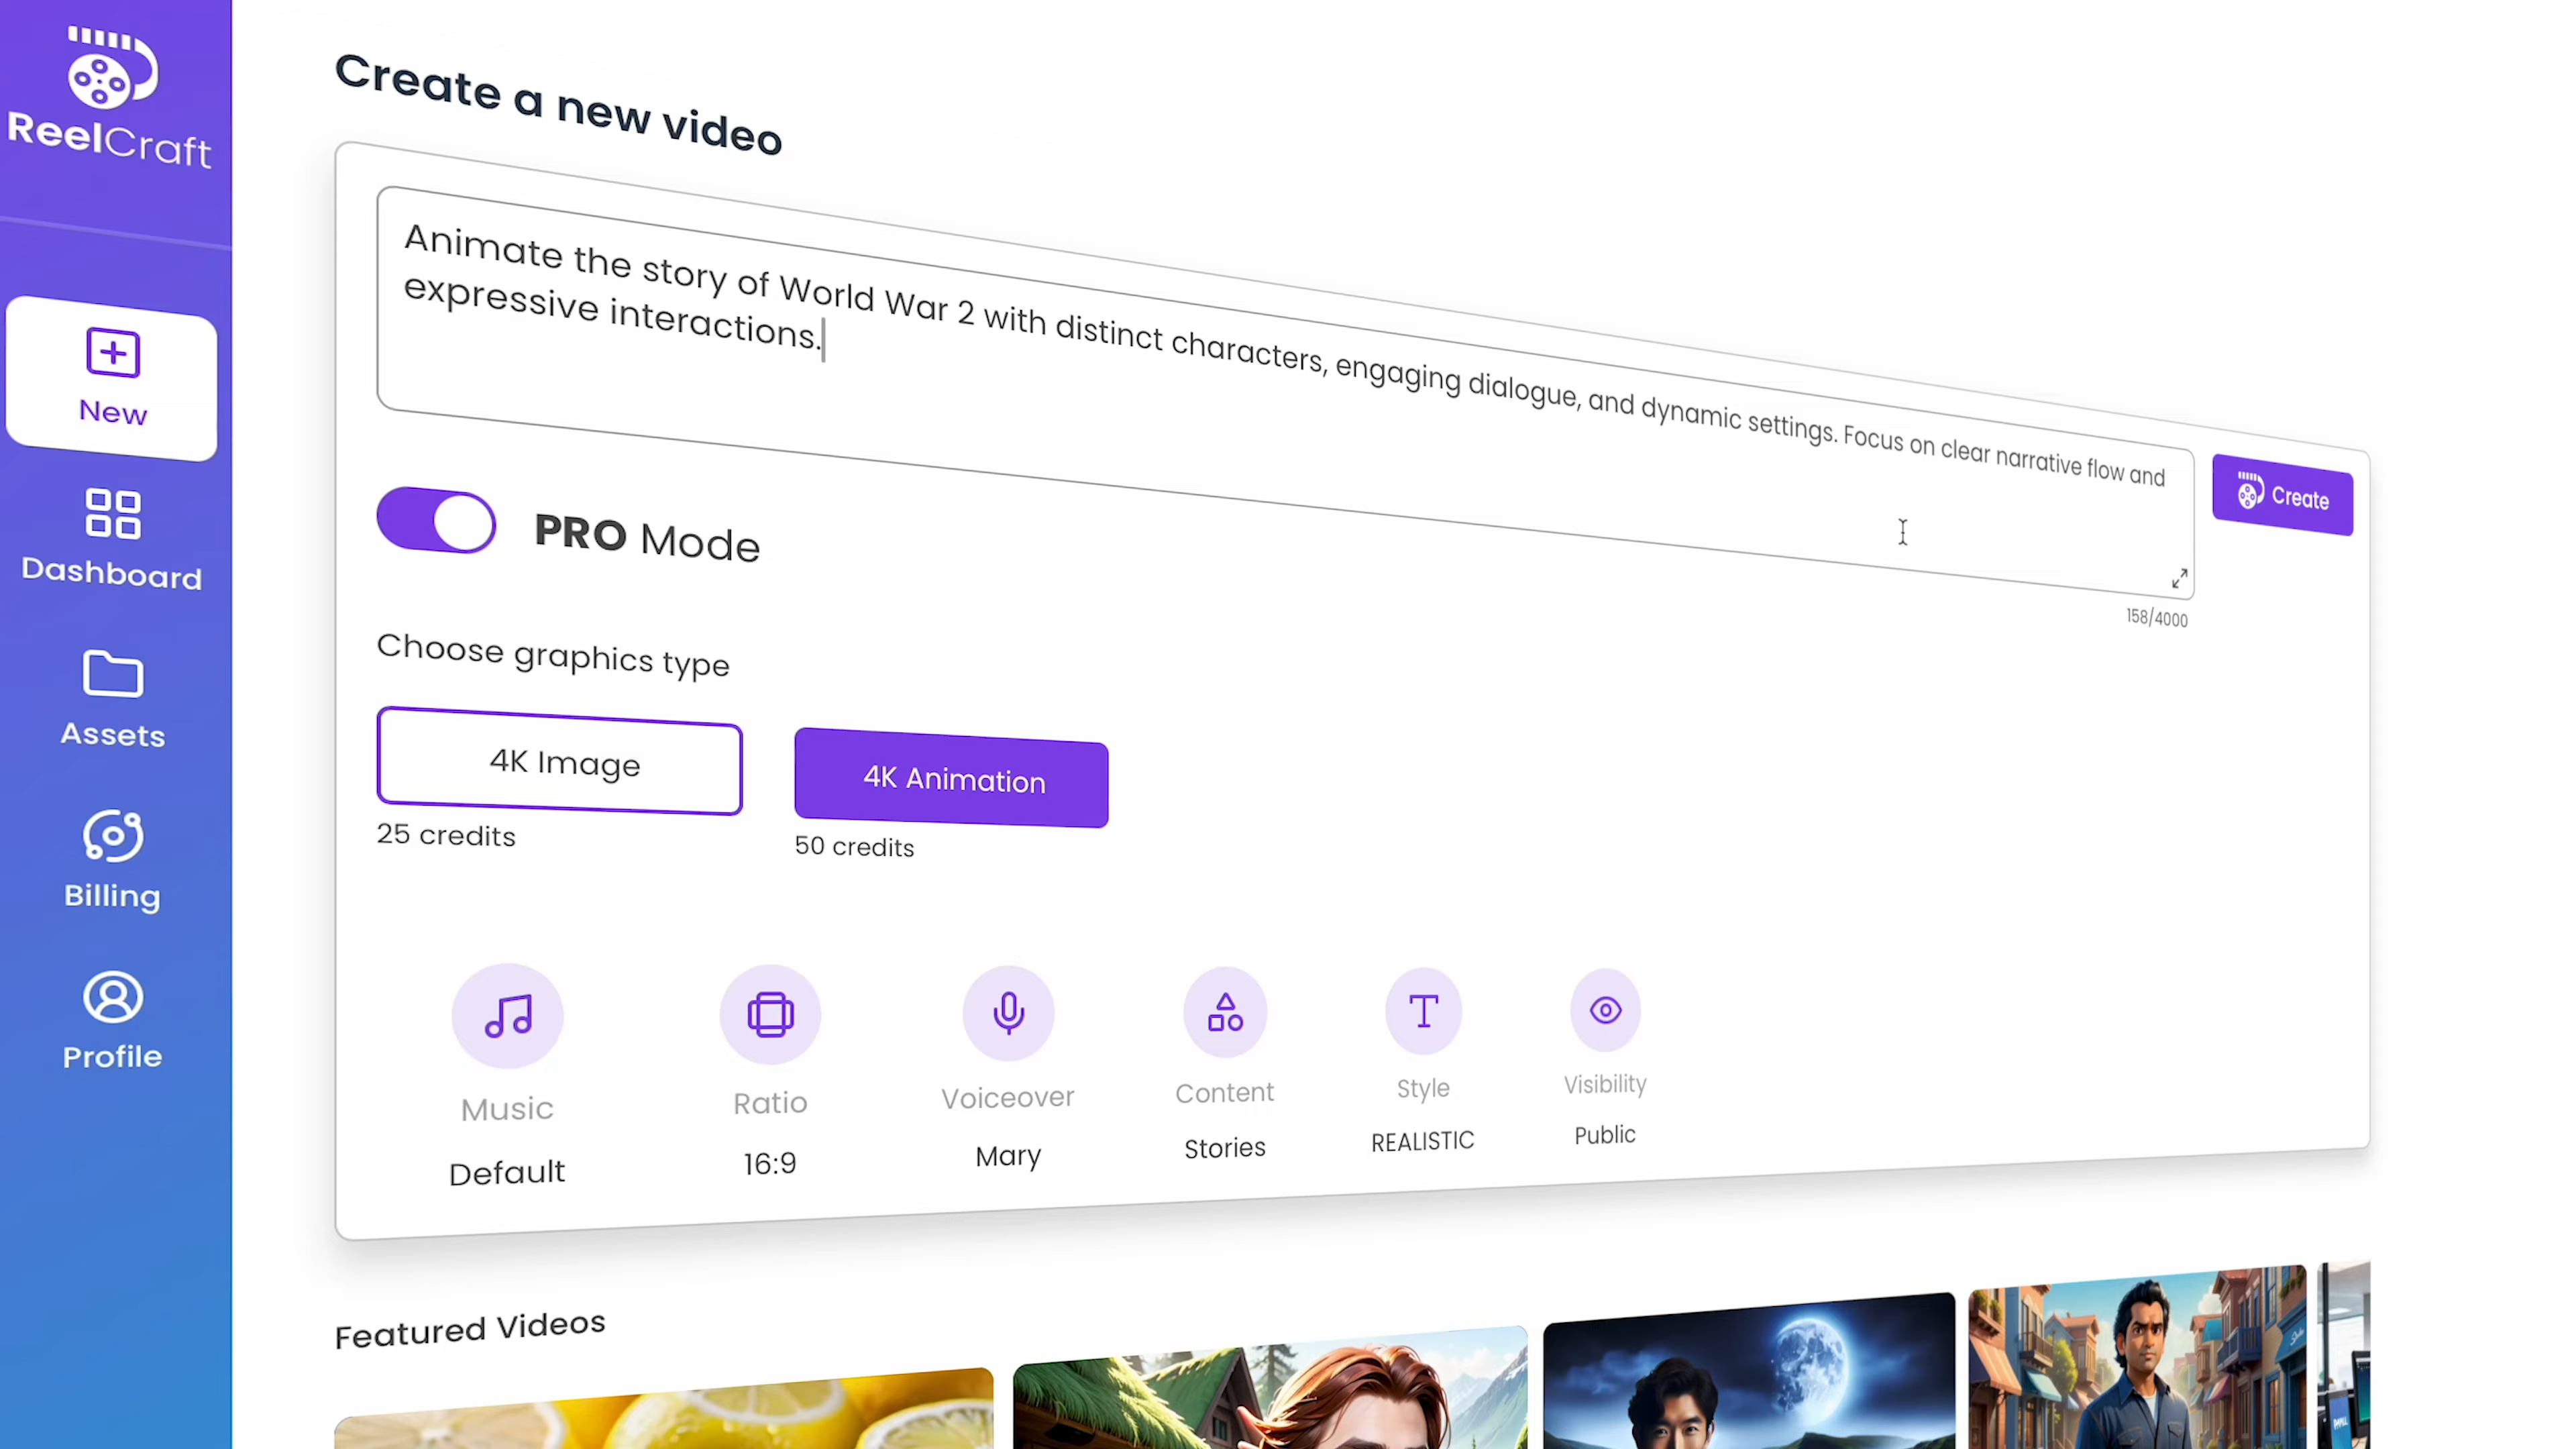 ReelCraft
New
Dashboard
Assets
Billing
Profile
Create a new video
Animate the story of World War 2 with distinct characters, engaging dialogue, and dynamic settings. Focus on clear narrative flow and
expressive interactions.
Create
158/4000
PRO Mode
Choose graphics type
4K Image
4K Animation
25 credits
50 credits
Music
Ratio
Voiceover
Content
Style
Visibility
Default
16:9
Mary
Stories
REALISTIC
Public
Featured Videos